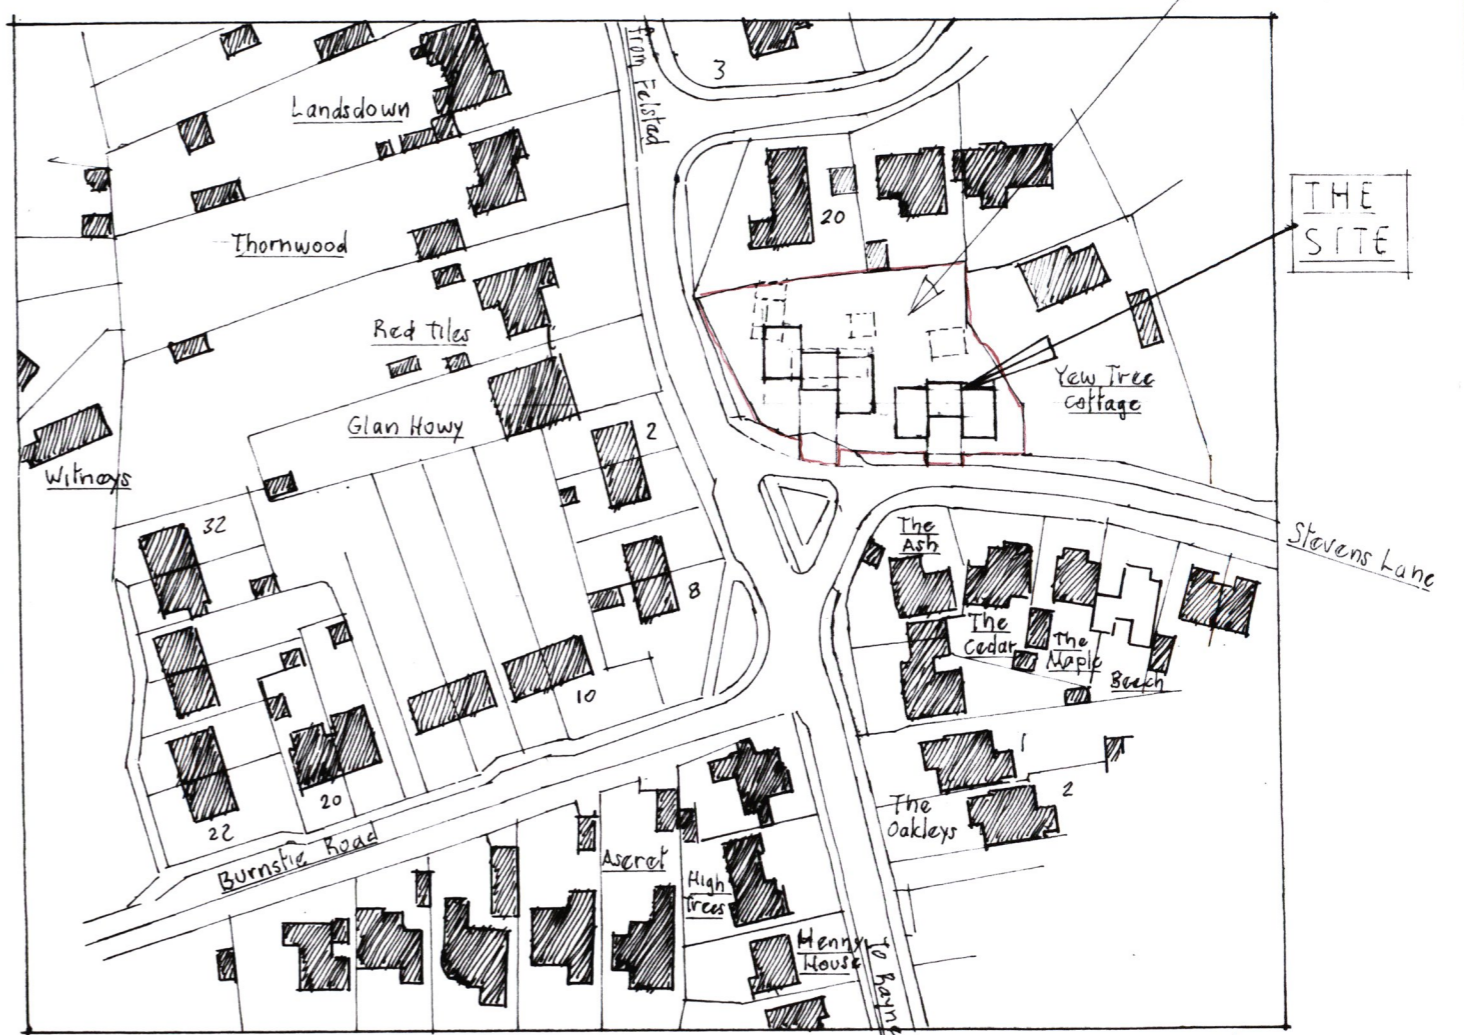 from Felstad
3
Landsdown
THE
SITE
20
Thornwood
Red Tiles
Yew Tree
Cottage
Glan Howy
2
Witneys
32
The
Ash
Stevens Lane
8
The
Cedar
The
Maple
Beech
10
1
2
20
The
Oakleys
22
Burnstie Road
Ascret
High
Trees
Henny
House
To Rayne